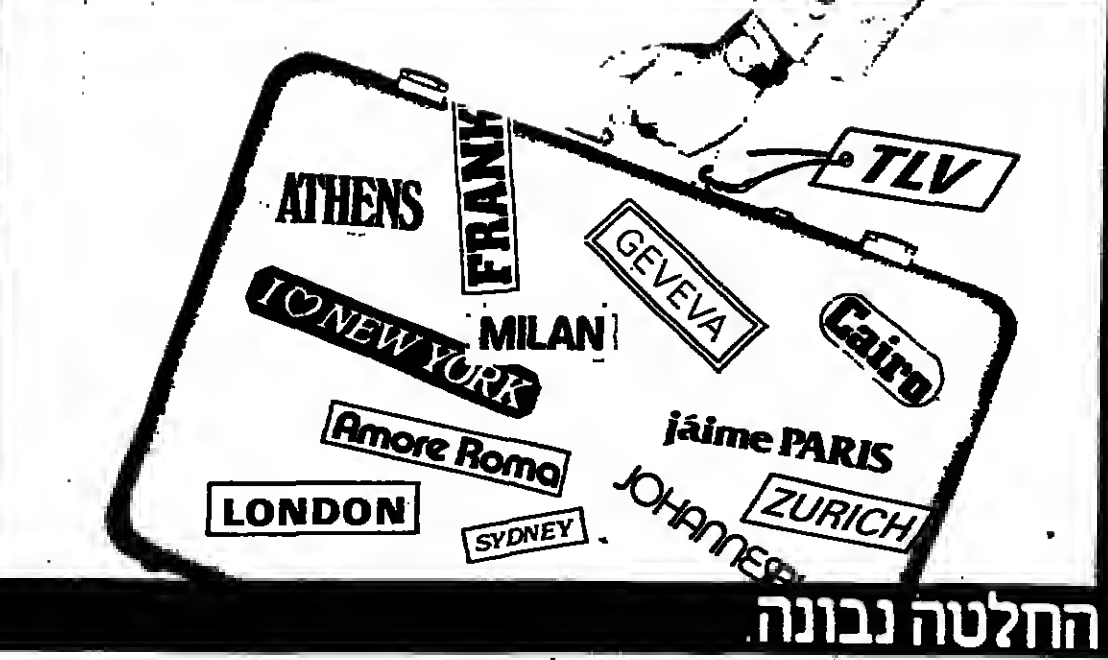 TLV
ATHENS
FRANK
GEVEVA
I ♡ NEW YORK
MILAN
Cairo
Amore Roma
jáime PARIS
LONDON
SYDNEY
ZURICH
החלטה נבונה.